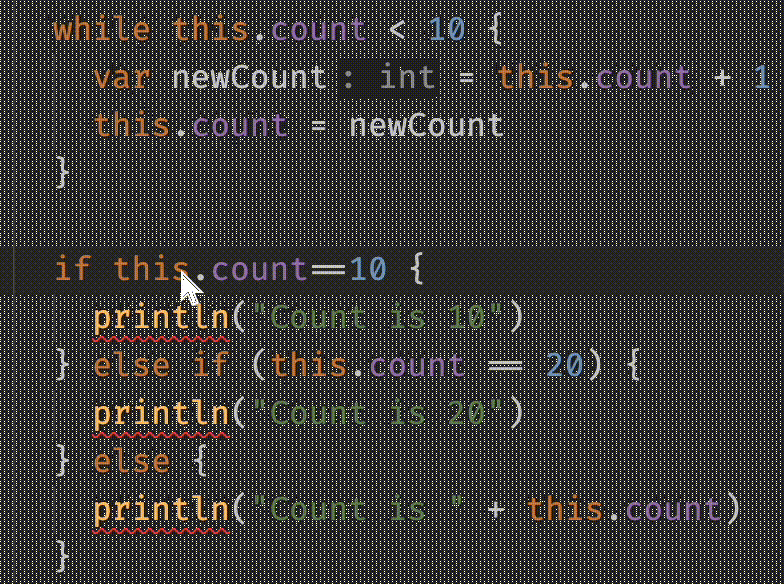 while this.count < 10 {
var newCount : int = this.count + 1
this.count = newCount
}
if this.count==10 {
println("Count is 10")
} else if (this.count == 20) {
println("Count is 20")
} else {
println("Count is " + this.count)
}